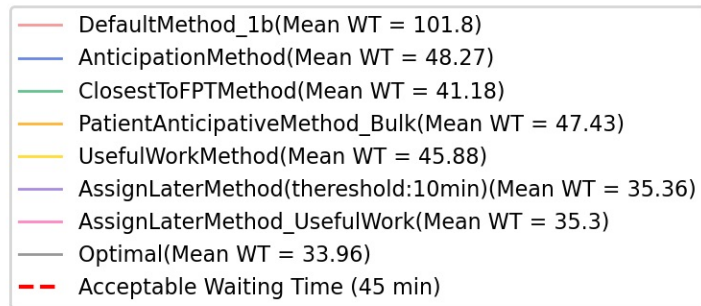 DefaultMethod_1b(Mean WT = 101.8)
AnticipationMethod(Mean WT = 48.27)
ClosestToFPTMethod(Mean WT = 41.18)
PatientAnticipativeMethod_Bulk(Mean WT = 47.43)
UsefulWorkMethod(Mean WT = 45.88)
AssignLaterMethod(thereshold:10min)(Mean WT = 35.36)
AssignLaterMethod_UsefulWork(Mean WT = 35.3)
Optimal(Mean WT = 33.96)
Acceptable Waiting Time (45 min)